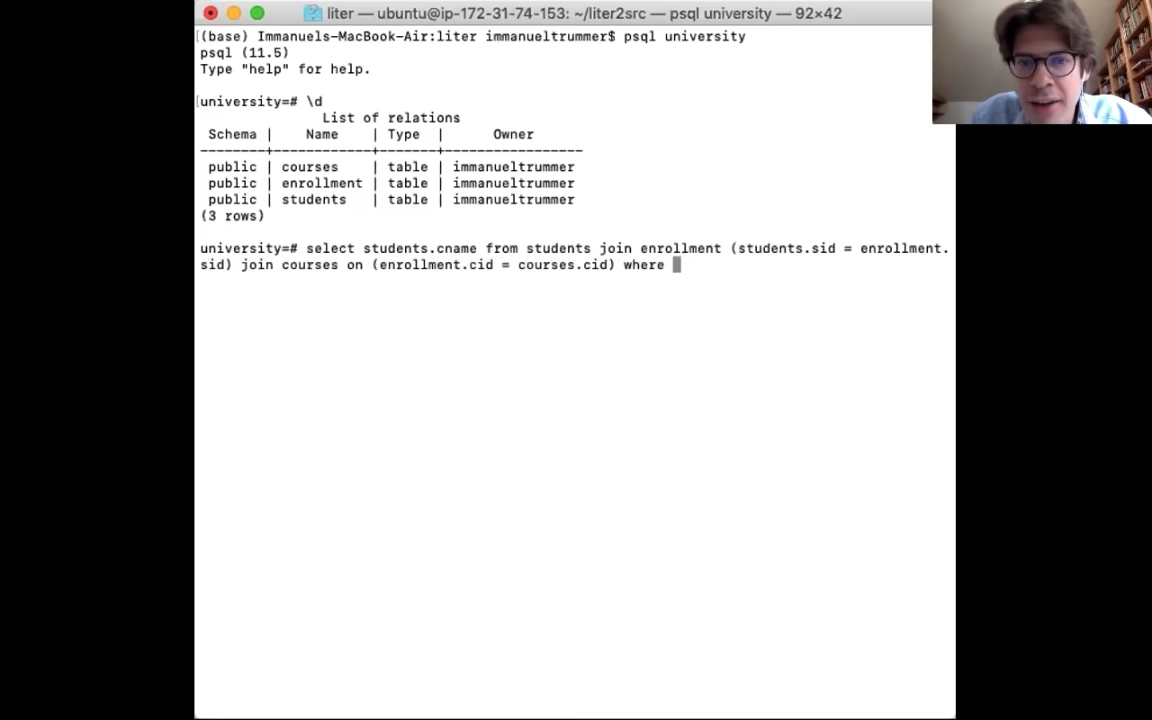 liter — ubuntu@ip-172-31-74-153: ~/liter2src — psql university — 92×42
[(base) Immanuels-MacBook-Air:liter immanueltrummer$ psql university
psql (11.5)
Type "help" for help.
[university=# \d
List of relations
Schema | Name | Type | Owner
--------+------------+-------+----------------
public | courses | table | immanueltrummer
public | enrollment | table | immanueltrummer
public | students | table | immanueltrummer
(3 rows)
university=# select students.cname from students join enrollment (students.sid = enrollment.
sid) join courses on (enrollment.cid = courses.cid) where